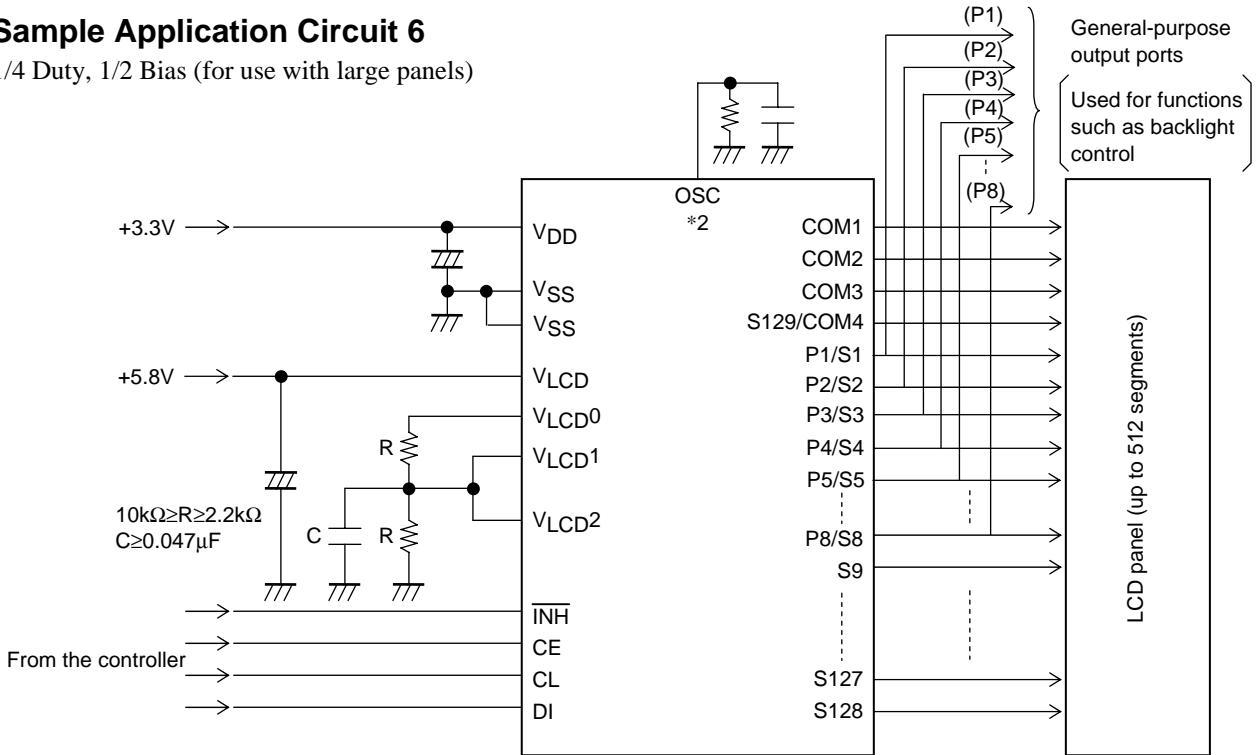 Sample Application Circuit 6
1/4 Duty, 1/2 Bias (for use with large panels)
(P1)
(P2)
(P3)
(P4)
(P5)
(P8)
General-purpose
output ports
Used for functions
such as backlight
control
OSC
*2
+3.3V
VDD
VSS
VSS
+5.8V
VLCD
VLCD0
VLCD1
VLCD2
R
C
R
10kΩ≥R≥2.2kΩ
C≥0.047μF
From the controller
INH
CE
CL
DI
COM1
COM2
COM3
S129/COM4
P1/S1
P2/S2
P3/S3
P4/S4
P5/S5
P8/S8
S9
S127
S128
LCD panel (up to 512 segments)